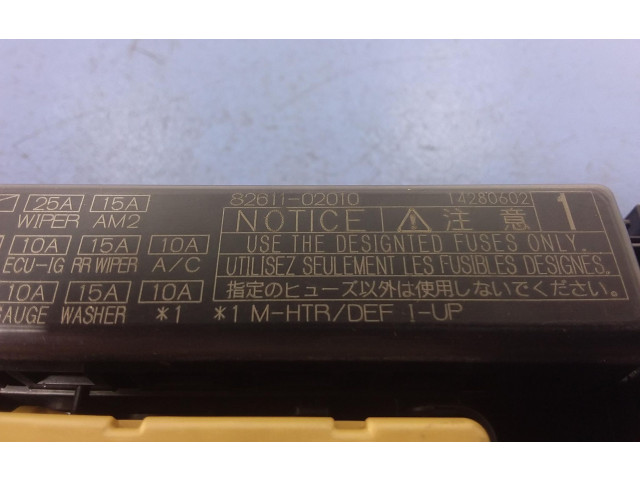 82611-02010 14280602
25A 15A NOTICE ⚠ 注意 1
WIPER AM2 USE THE DESIGNTED FUSES ONLY.
10A 15A 10A UTILISEZ SEULEMENT LES FUSIBLES DESIGNES.
ECU-IG RR WIPER A/C 指定のヒューズ以外は使用しないでください。
10A 15A 10A
GAUGE WASHER *1 *1 M-HTR/DEF I-UP